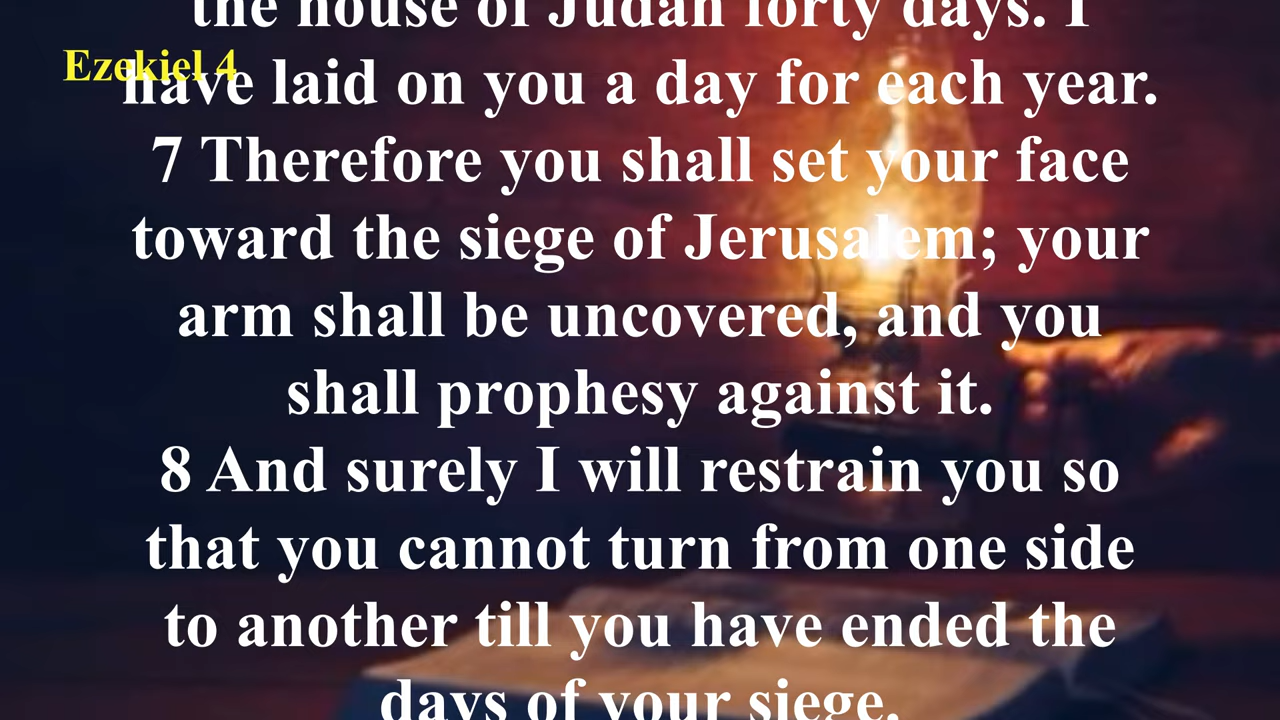 the house of Judah forty days. I
Ezekiel 4
have laid on you a day for each year.
7 Therefore you shall set your face
toward the siege of Jerusalem; your
arm shall be uncovered, and you
shall prophesy against it.
8 And surely I will restrain you so
that you cannot turn from one side
to another till you have ended the
days of your siege.